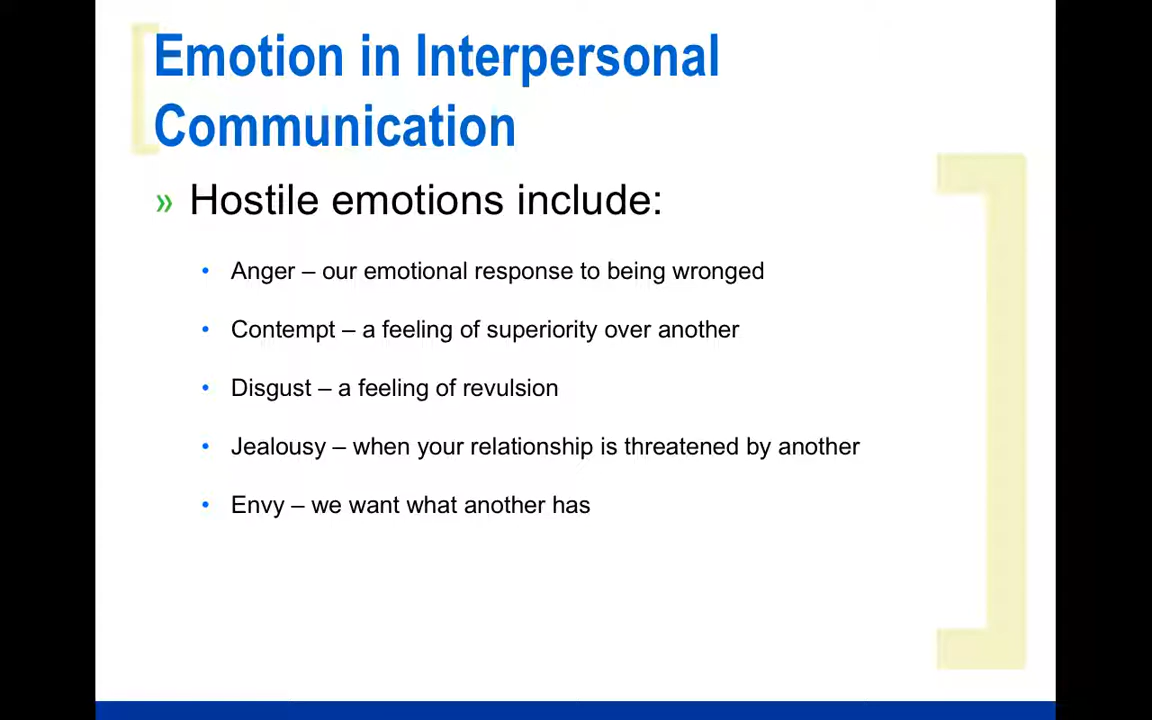 Emotion in Interpersonal
Communication
» Hostile emotions include:
• Anger – our emotional response to being wronged
• Contempt – a feeling of superiority over another
• Disgust – a feeling of revulsion
• Jealousy – when your relationship is threatened by another
• Envy – we want what another has